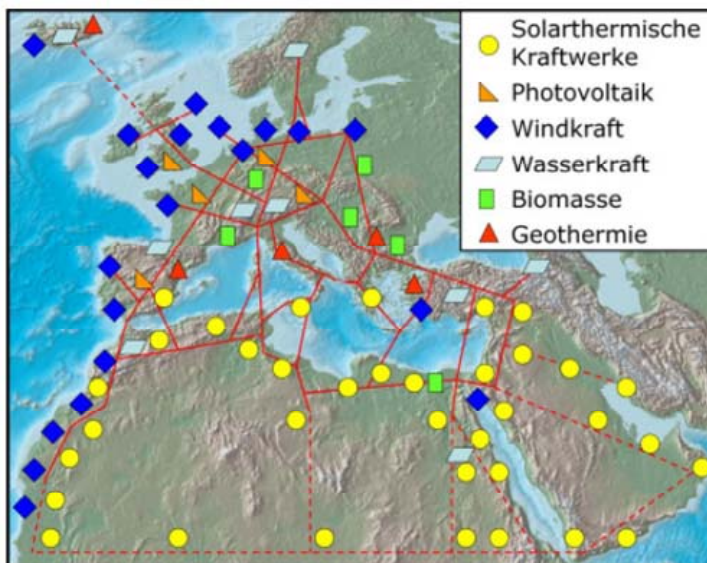 Solarthermische
Kraftwerke
Photovoltaik
Windkraft
Wasserkraft
Biomasse
Geothermie